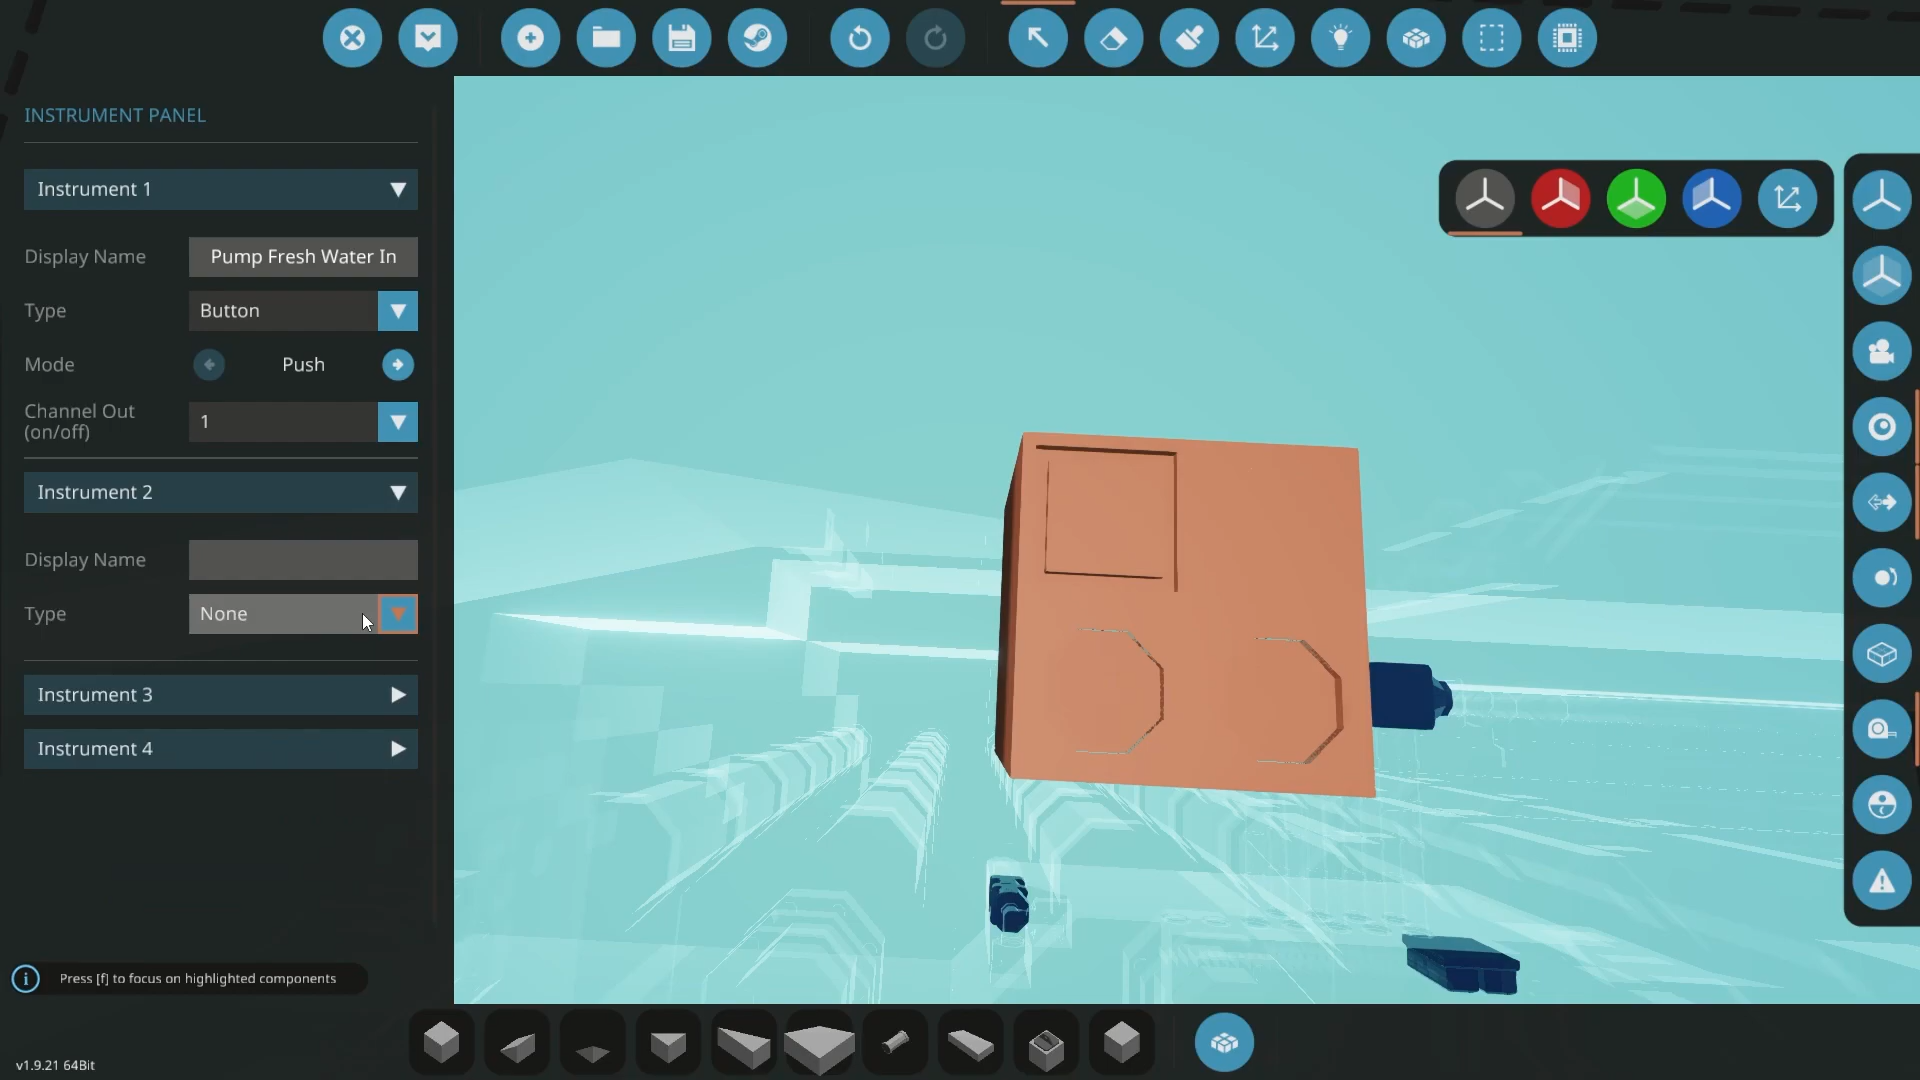 INSTRUMENT PANEL
Instrument 1
Display Name
Pump Fresh Water In
Type
Button
Mode
Push
Channel Out
(on/off)
1
Instrument 2
Display Name
Type
None
Instrument 3
Instrument 4
Press [f] to focus on highlighted components
v1.9.21 64Bit